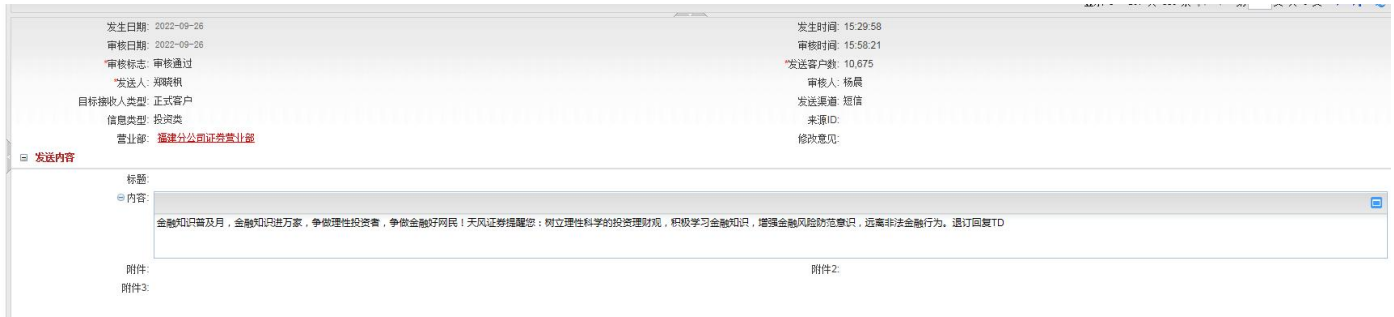 发生日期: 2022-09-26 发生时间: 15:29:58
审核日期: 2022-09-26 审核时间: 15:58:21
*审核标志: 审核通过 *发送客户数: 10,675
*发送人: 郑晓枫 审核人: 杨晨
目标接收人类型: 正式客户 发送渠道: 短信
信息类型: 投资类 来源ID:
营业部: 福建分公司证券营业部 修改意见:
发送内容
标题:
内容:
金融知识普及月，金融知识进万家，争做理性投资者，争做金融好网民！天风证券提醒您：树立理性科学的投资理财观，积极学习金融知识，增强金融风险防范意识，远离非法金融行为。退订回复TD
附件: 附件2:
附件3: